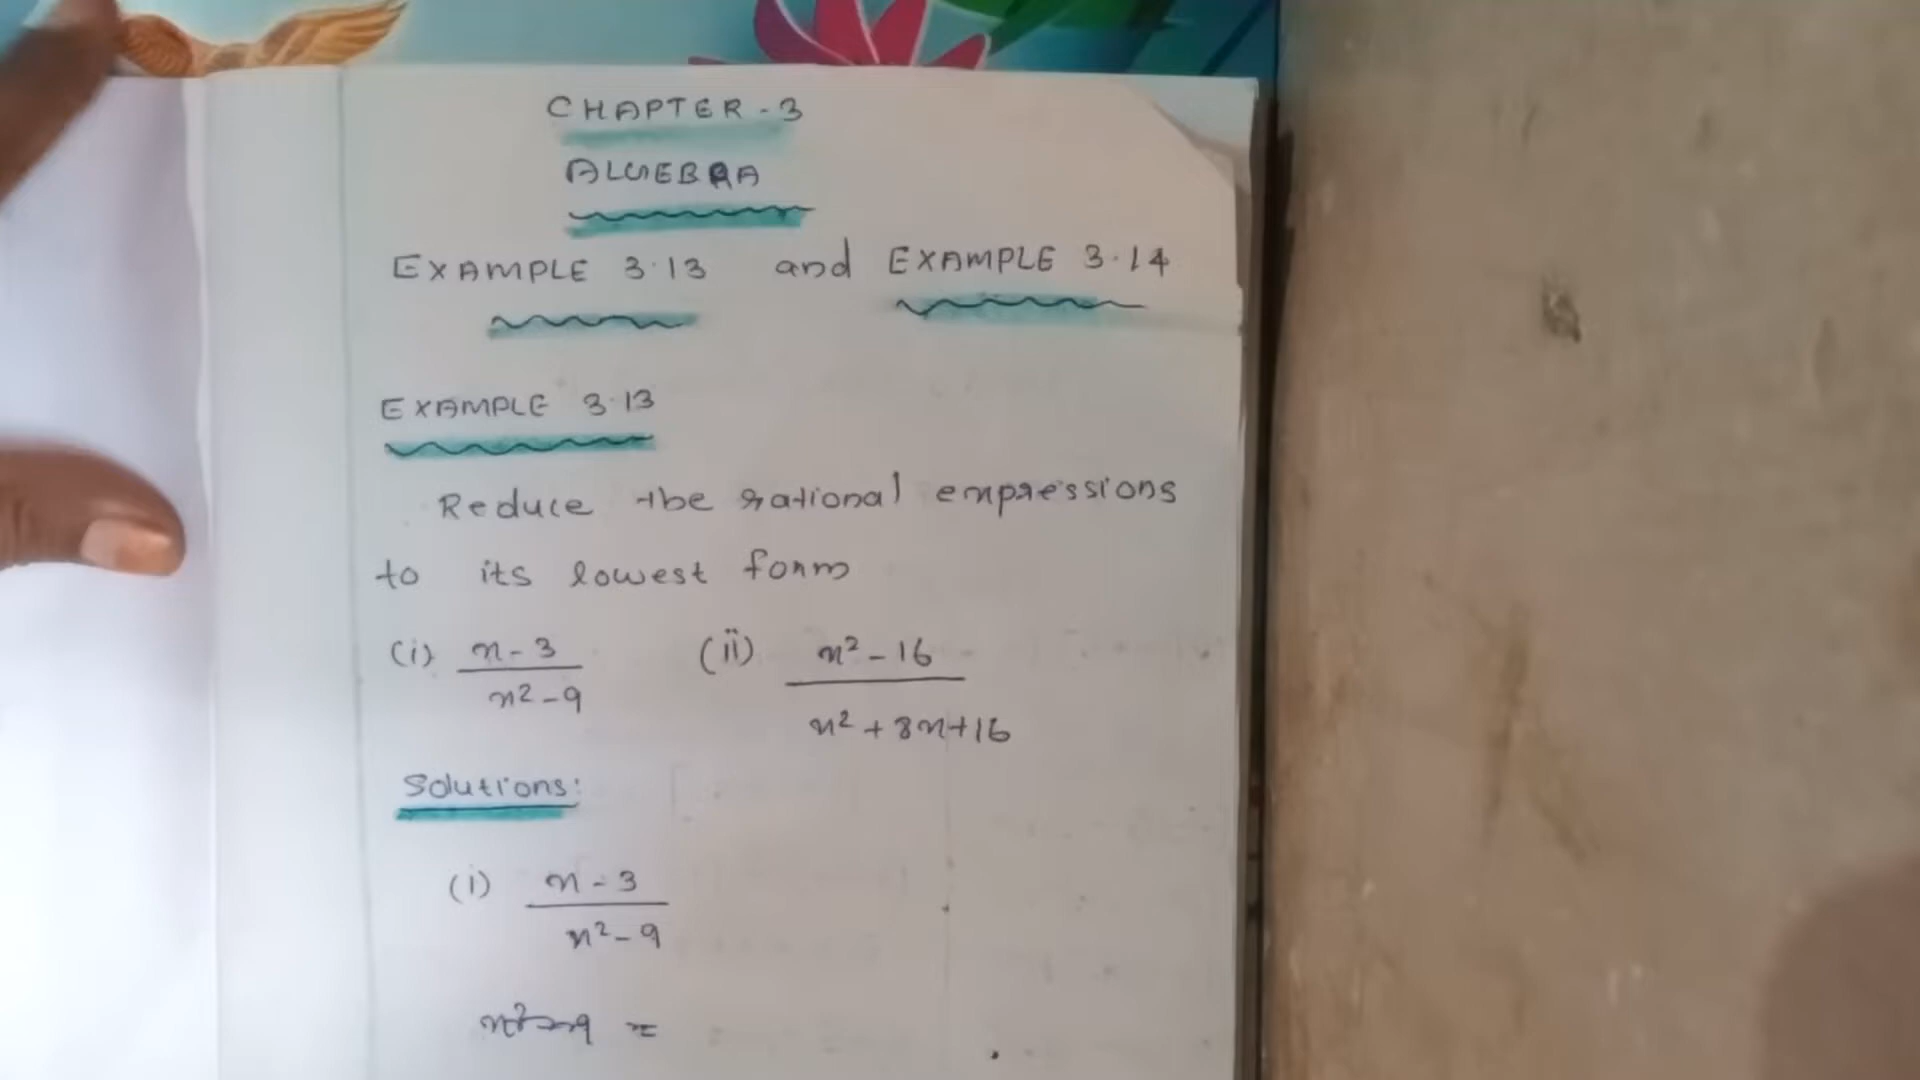 CHAPTER - 3
ALGEBRA
EXAMPLE 3.13 and EXAMPLE 3.14
EXAMPLE 3.13
Reduce the rational expressions
to its lowest form
(i) x - 3 / x² - 9 (ii) x² - 16 / x² + 8x + 16
Solutions:
(i) x - 3 / x² - 9
x² - 9 =